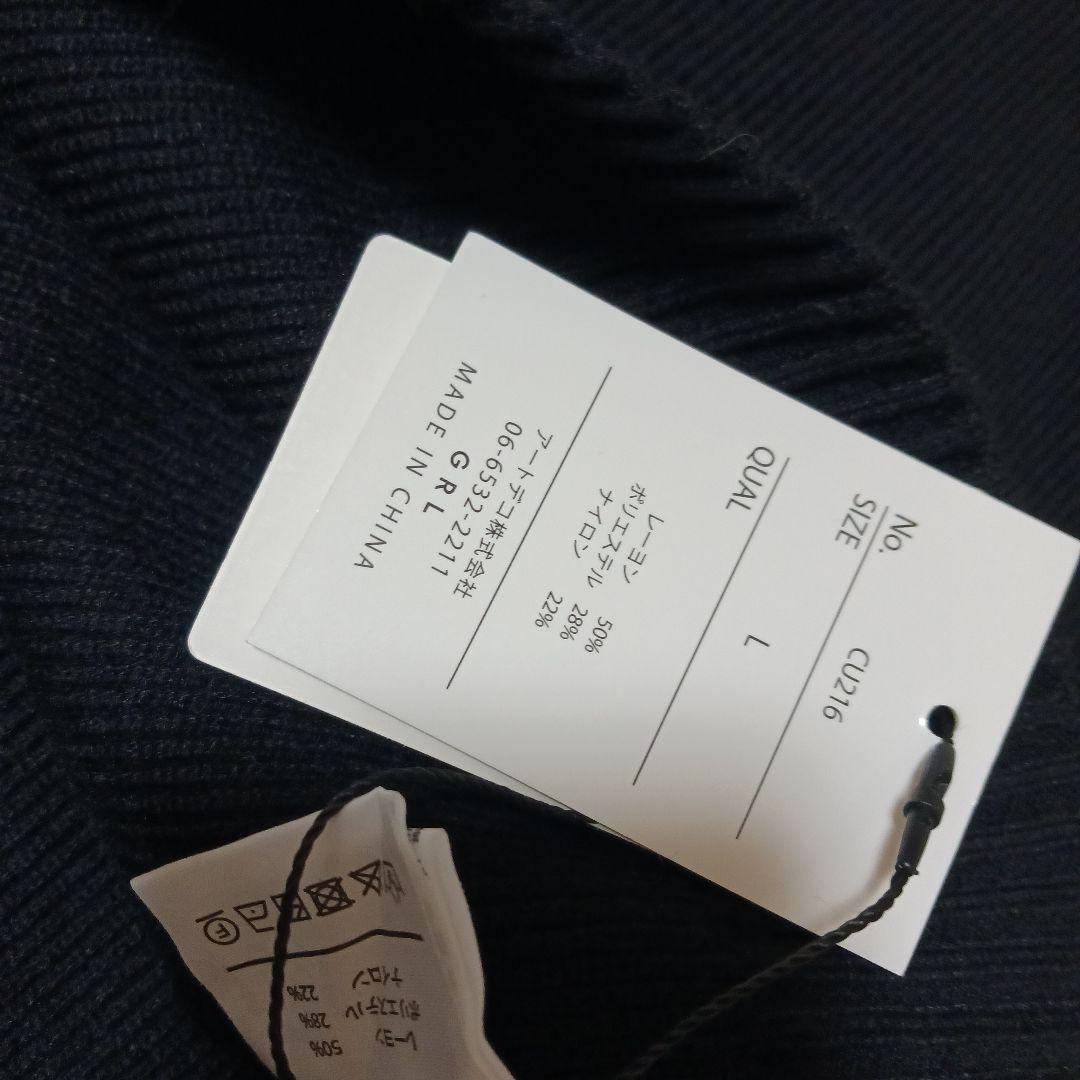 No. CU216
SIZE L
QUAL
レーヨン 50%
ポリエステル 28%
ナイロン 22%
アートデコ株式会社
06-6532-2211
GRL
MADE IN CHINA
レーヨン 50%
ポリエステル 28%
ナイロン 22%
F